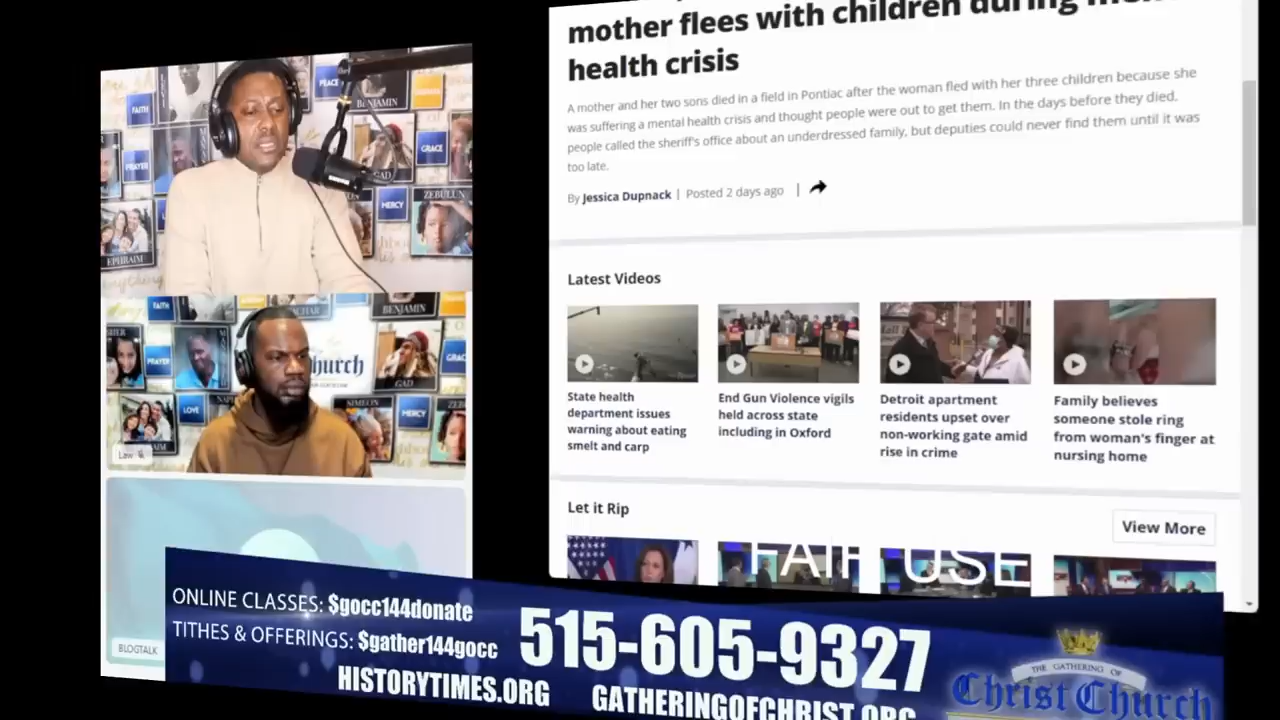 FAITH
PEACE
BENJAMIN
PRAYER
GRACE
GAD
MERCY
ZEBULUN
EPHRAIM
FAITH
BENJAMIN
PRAYER
hurch
GRAC
GAD
LOVE
SIMEON
MERCY
Law
BLOGTALK
mother flees with children during
health crisis
A mother and her two sons died in a field in Pontiac after the woman fled with her three children because she
was suffering a mental health crisis and thought people were out to get them. In the days before they died,
people called the sheriff's office about an underdressed family, but deputies could never find them until it was
too late.
By Jessica Dupnack | Posted 2 days ago |
Latest Videos
State health
department issues
warning about eating
smelt and carp
End Gun Violence vigils
held across state
including in Oxford
Detroit apartment
residents upset over
non-working gate amid
rise in crime
Family believes
someone stole ring
from woman's finger at
nursing home
Let it Rip
View More
FAIR USE
ONLINE CLASSES: $gocc144donate
TITHES & OFFERINGS: $gather144gocc
515-605-9327
HISTORYTIMES.ORG
GATHERINGOFCHRIST.ORG
THE GATHERING OF
Christ Church